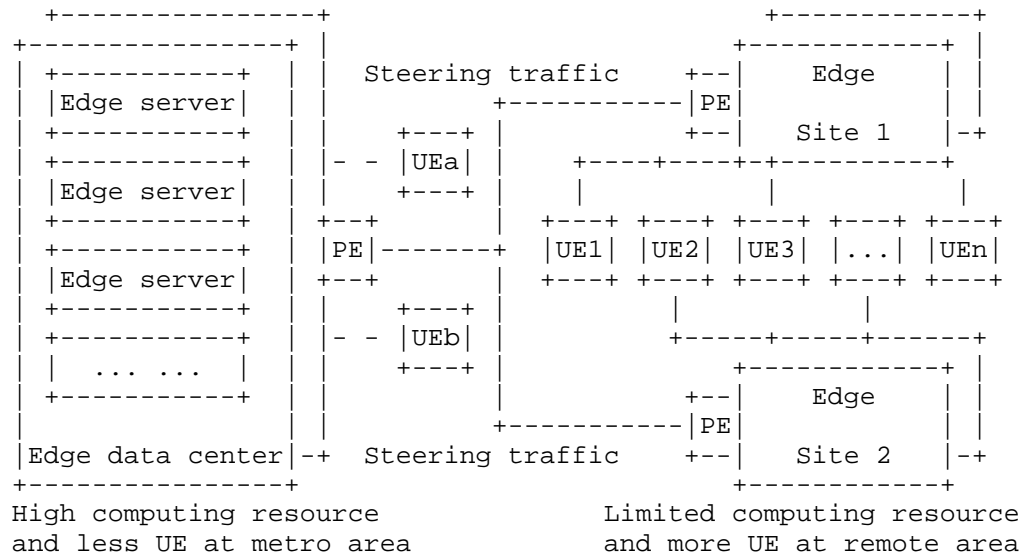 Steering traffic Edge
Edge server PE
Site 1
UEa
Edge server
PE UE1 UE2 UE3 ... UEn
Edge server
UEb
... ...
Edge
PE
Edge data center Steering traffic Site 2
High computing resource Limited computing resource
and less UE at metro area and more UE at remote area